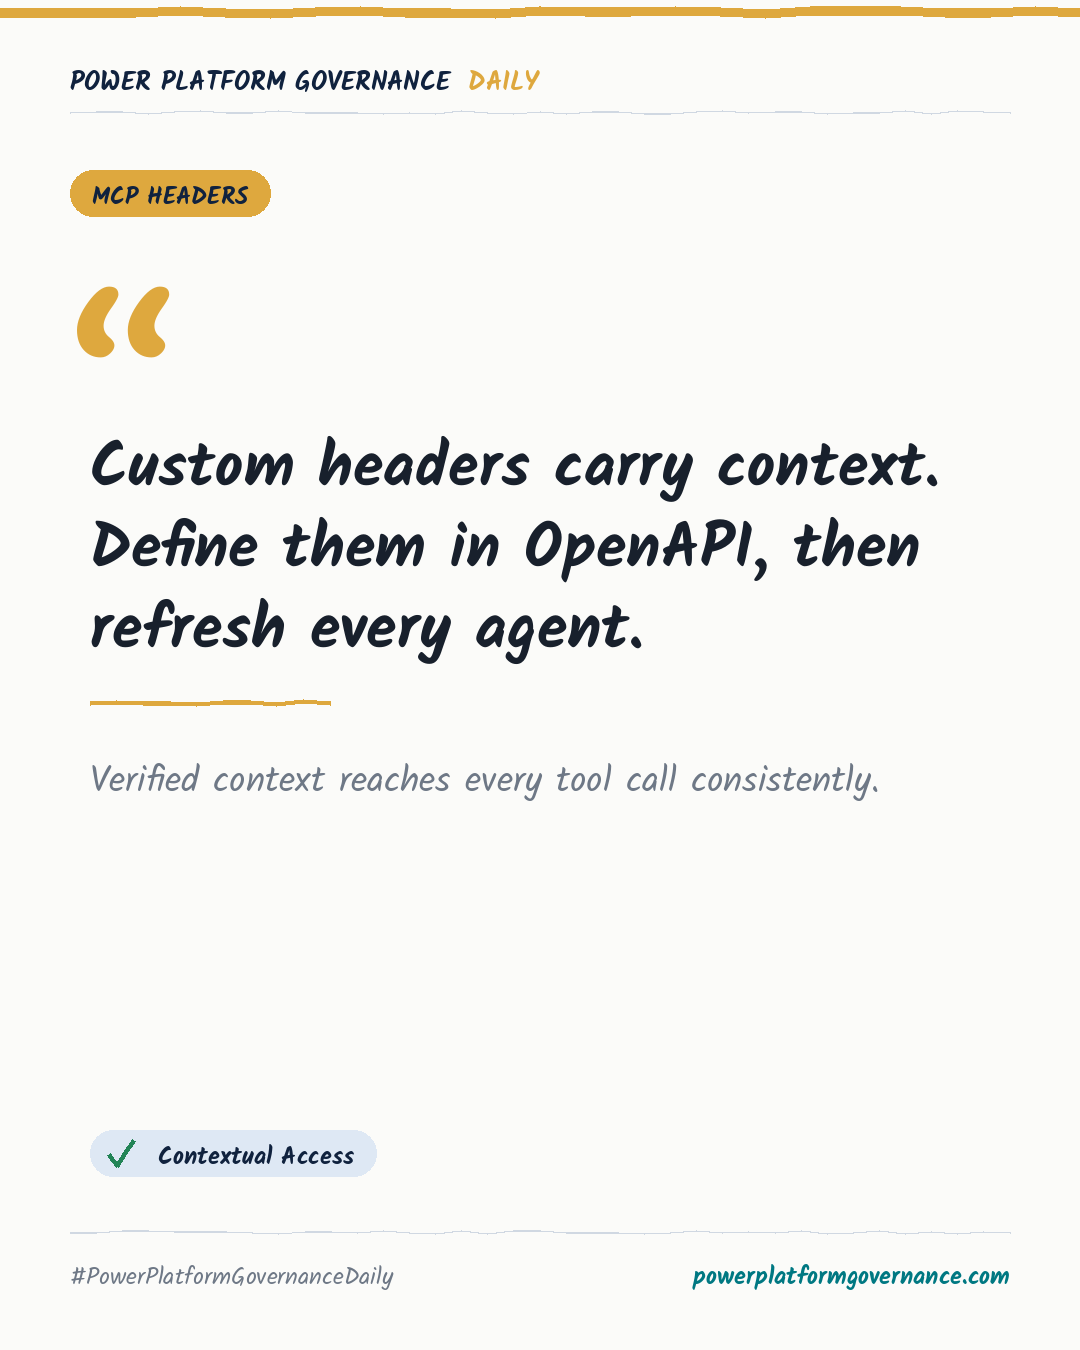 POWER PLATFORM GOVERNANCE DAILY
MCP HEADERS
“
Custom headers carry context.
Define them in OpenAPI, then
refresh every agent.
Verified context reaches every tool call consistently.
✓ Contextual Access
#PowerPlatformGovernanceDaily
powerplatformgovernance.com